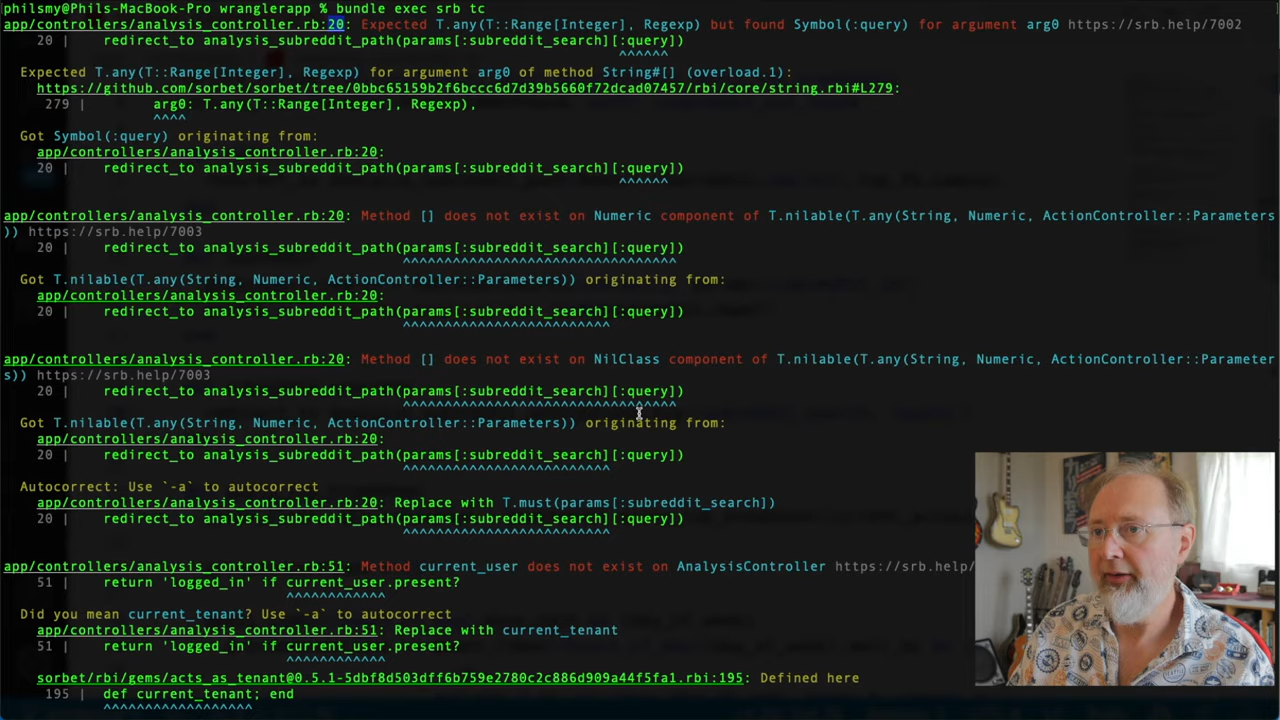 philsmy@Phils-MacBook-Pro wranglerapp % bundle exec srb tc
app/controllers/analysis_controller.rb:20: Expected T.any(T::Range[Integer], Regexp) but found Symbol(:query) for argument arg0 https://srb.help/7002
20 | redirect_to analysis_subreddit_path(params[:subreddit_search][:query])
^^^^^^
Expected T.any(T::Range[Integer], Regexp) for argument arg0 of method String#[] (overload.1):
https://github.com/sorbet/sorbet/tree/0bbc65159b2f6bccc6d7d39b5660f72dcad07457/rbi/core/string.rbi#L279:
279 | arg0: T.any(T::Range[Integer], Regexp),
^^^^
Got Symbol(:query) originating from:
app/controllers/analysis_controller.rb:20:
20 | redirect_to analysis_subreddit_path(params[:subreddit_search][:query])
^^^^^^
app/controllers/analysis_controller.rb:20: Method [] does not exist on Numeric component of T.nilable(T.any(String, Numeric, ActionController::Parameters
)) https://srb.help/7003
20 | redirect_to analysis_subreddit_path(params[:subreddit_search][:query])
^^^^^^^^^^^^^^^^^^^^^^^^^^^^^^^^^
Got T.nilable(T.any(String, Numeric, ActionController::Parameters)) originating from:
app/controllers/analysis_controller.rb:20:
20 | redirect_to analysis_subreddit_path(params[:subreddit_search][:query])
^^^^^^^^^^^^^^^^^^^^^^^^^
app/controllers/analysis_controller.rb:20: Method [] does not exist on NilClass component of T.nilable(T.any(String, Numeric, ActionController::Parameter
s)) https://srb.help/7003
20 | redirect_to analysis_subreddit_path(params[:subreddit_search][:query])
^^^^^^^^^^^^^^^^^^^^^^^^^^^^^^^^^
Got T.nilable(T.any(String, Numeric, ActionController::Parameters)) originating from:
app/controllers/analysis_controller.rb:20:
20 | redirect_to analysis_subreddit_path(params[:subreddit_search][:query])
^^^^^^^^^^^^^^^^^^^^^^^^^
Autocorrect: Use `-a` to autocorrect
app/controllers/analysis_controller.rb:20: Replace with T.must(params[:subreddit_search])
20 | redirect_to analysis_subreddit_path(params[:subreddit_search][:query])
^^^^^^^^^^^^^^^^^^^^^^^^^
app/controllers/analysis_controller.rb:51: Method current_user does not exist on AnalysisController https://srb.help/
51 | return 'logged_in' if current_user.present?
^^^^^^^^^^^^
Did you mean current_tenant? Use `-a` to autocorrect
app/controllers/analysis_controller.rb:51: Replace with current_tenant
51 | return 'logged_in' if current_user.present?
^^^^^^^^^^^^
sorbet/rbi/gems/acts_as_tenant@0.5.1-5dbf8d503dff6b759e2780c2c886d909a44f5fa1.rbi:195: Defined here
195 | def current_tenant; end
^^^^^^^^^^^^^^^^^^